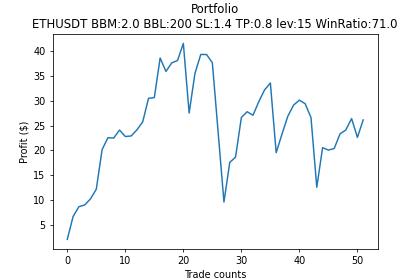 Portfolio
ETHUSDT BBM:2.0 BBL:200 SL:1.4 TP:0.8 lev:15 WinRatio:71.0
Profit ($)
40
35
30
25
20
15
10
5
0 10 20 30 40 50
Trade counts